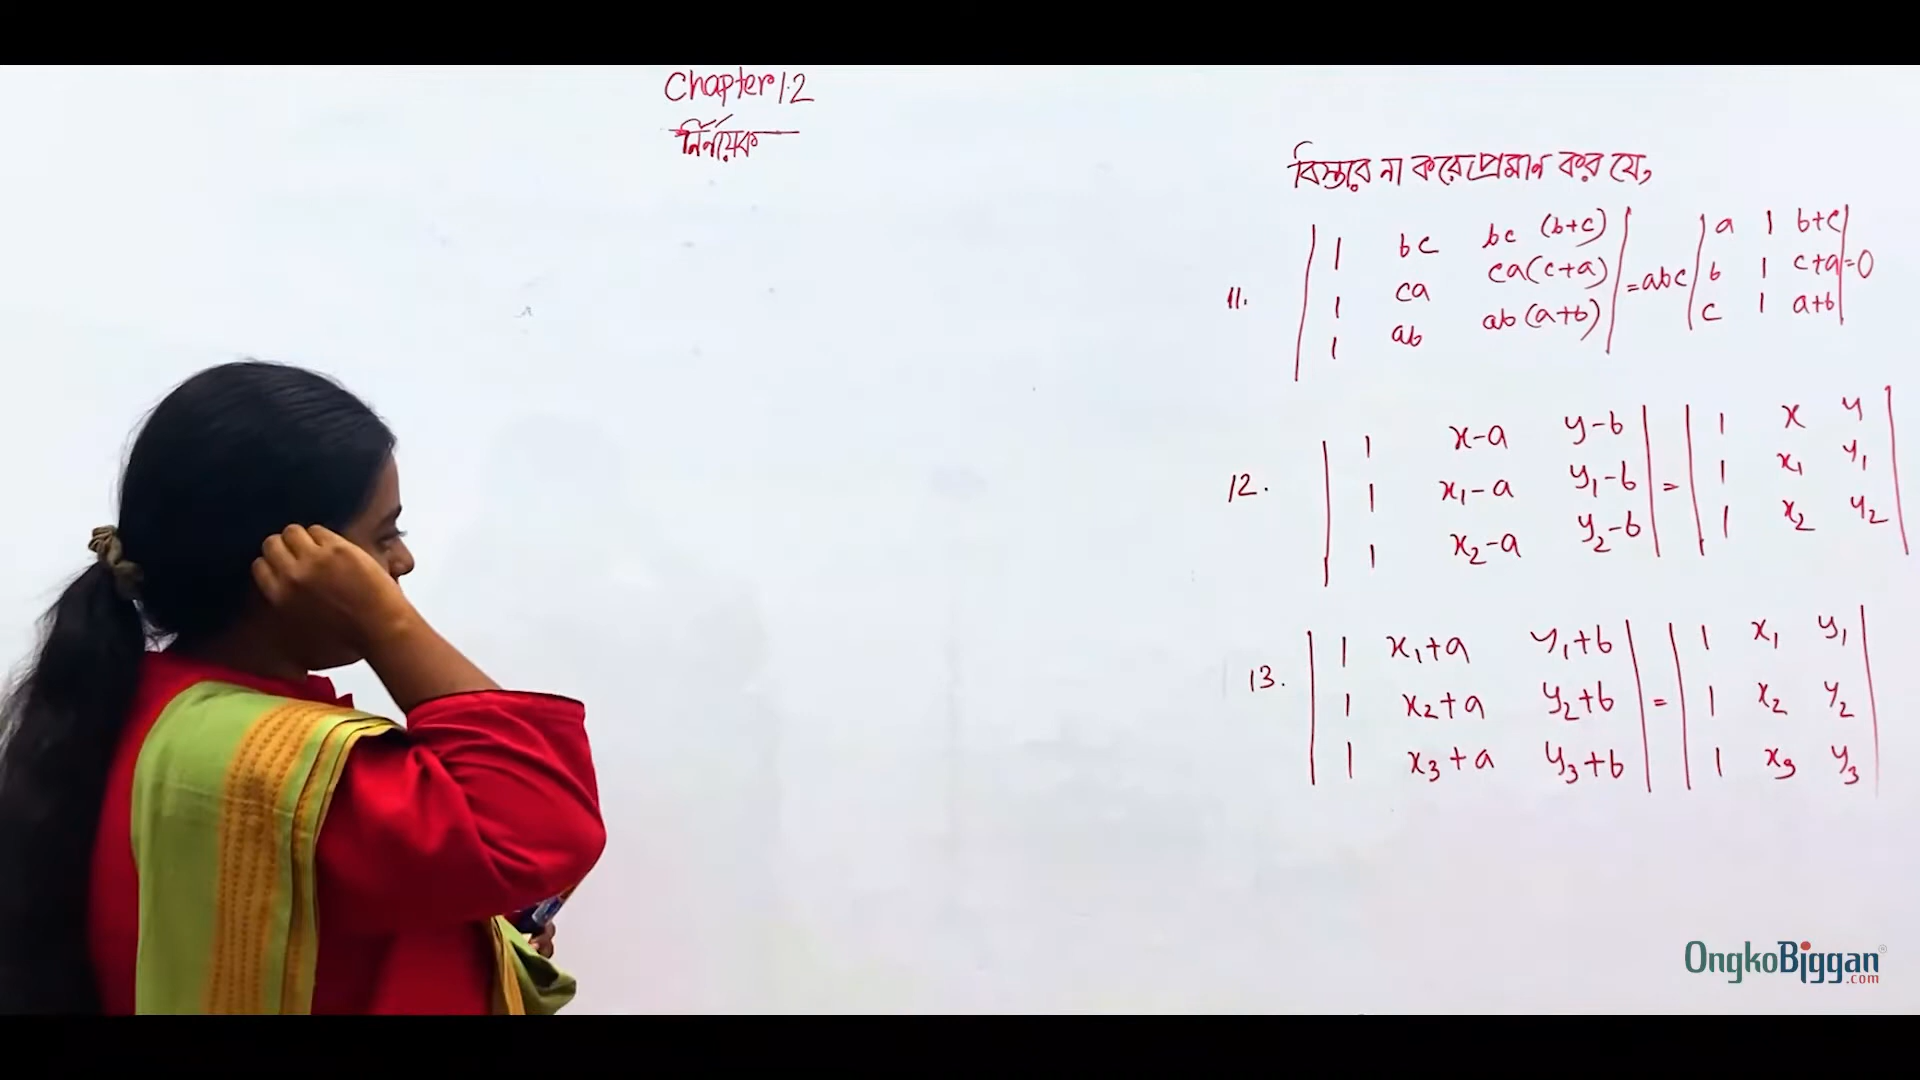 Chapter 1.2
নির্নায়ক
বিস্তার না করে প্রমান কর যে,
11. | 1 bc bc (b+c) | = abc | a 1 b+c | = 0
| 1 ca ca(c+a) | | b 1 c+a |
| 1 ab ab (a+b) | | c 1 a+b |
12. | 1 x-a y-b | = | 1 x y |
| 1 x₁-a y₁-b | | 1 x₁ y₁ |
| 1 x₂-a y₂-b | | 1 x₂ y₂ |
13. | 1 x₁+a y₁+b | = | 1 x₁ y₁ |
| 1 x₂+a y₂+b | | 1 x₂ y₂ |
| 1 x₃+a y₃+b | | 1 x₃ y₃ |
OngkoBiggan
.com